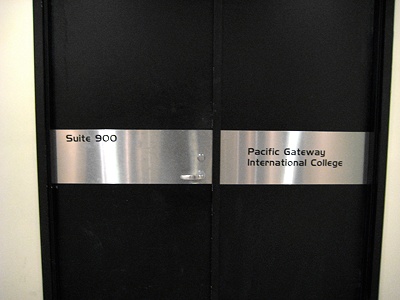 Suite 900
Pacific Gateway
International College